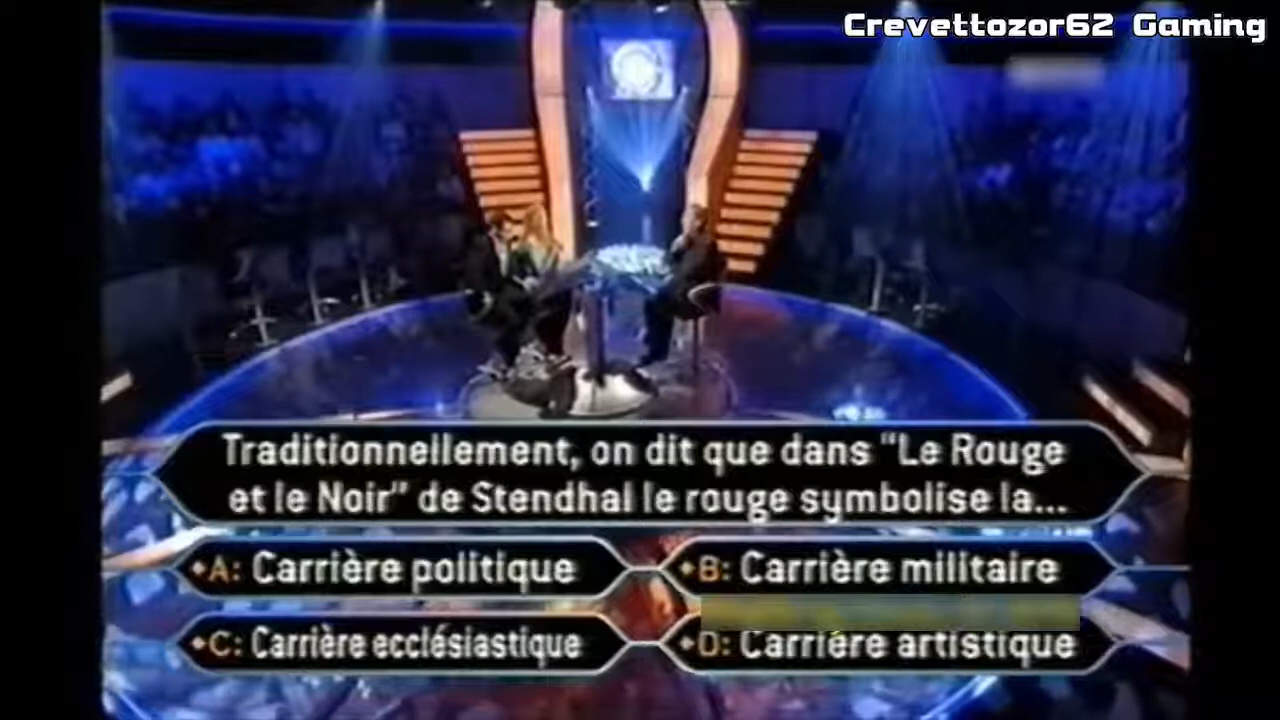 Crevettozor62 Gaming
Traditionnellement, on dit que dans "Le Rouge
et le Noir" de Stendhal le rouge symbolise la...
A: Carrière politique
B: Carrière militaire
C: Carrière ecclésiastique
D: Carrière artistique